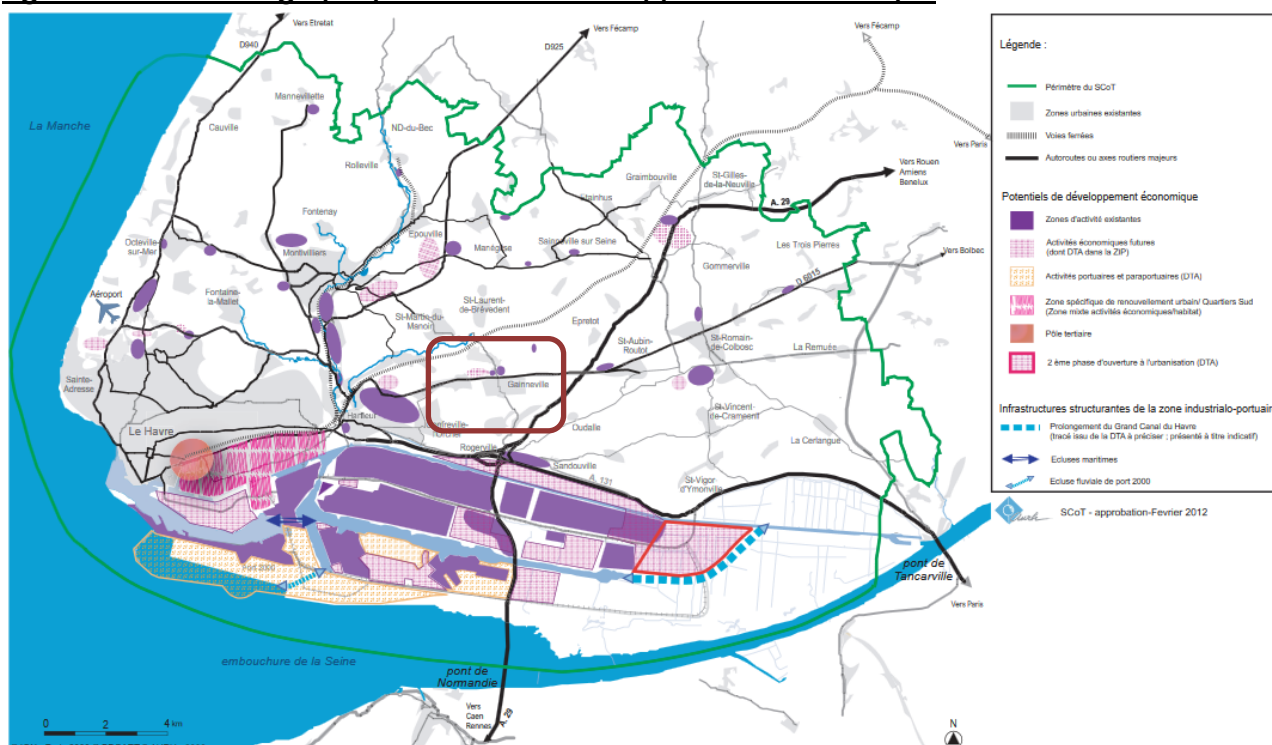 Vers Etretat
D940
D925
Vers Fécamp
Vers Fécamp
La Manche
Mannevillette
Cauville
ND-du-Bec
Rolleville
Vers Paris
Graimbouville
St-Gilles-
de-la-Neuville
Vers Rouen
Amiens
Benelux
A. 29
Fontenay
Octeville-
sur-Mer
Montivilliers
Epouville
Manéglise
Sainneville sur Seine
Les Trois Pierres
Vers Bolbec
Gommerville
D 6015
Aéroport
Fontaine-
la-Mallet
St-Laurent-
de-Brèvedent
St-Martin-du-
Manoir
Epretot
St-Aubin-
Routot
St-Romain-
de-Colbosc
La Remuée
Sainte-
Adresse
Gainneville
Harfleur
Le Havre
Rogerville
Oudalle
Sandouville
St-Vincent-
de-Cramesnil
La Cerlangue
St-Vigor
d'Ymonville
A. 131
Port 2000
pont de
Tancarville
Vers Paris
embouchure de la Seine
pont de
Normandie
Vers
Caen
Rennes
A. 29
0 2 4 km
N
Légende :
Périmètre du SCoT
Zones urbaines existantes
Voies ferrées
Autoroutes ou axes routiers majeurs
Potentiels de développement économique
Zones d'activité existantes
Activités économiques futures
(dont DTA dans la ZIP)
Activités portuaires et paraportuaires (DTA)
Zone spécifique de renouvellement urbain/ Quartiers Sud
(Zone mixte activités économiques/habitat)
Pôle tertiaire
2 ème phase d'ouverture à l'urbanisation (DTA)
Infrastructures structurantes de la zone industrialo-portuair
Prolongement du Grand Canal du Havre
(tracé issu de la DTA à préciser ; présenté à titre indicatif)
Ecluses maritimes
Ecluse fluviale de port 2000
SCoT - approbation-Fevrier 2012